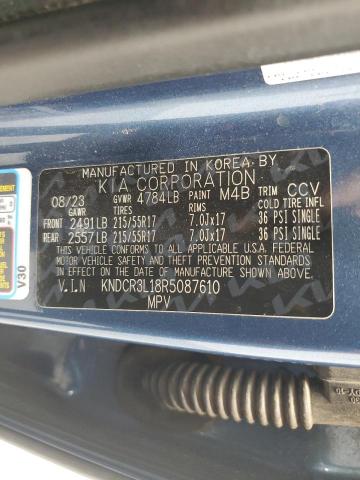 MANUFACTURED IN KOREA BY
KIA CORPORATION
08/23 GVWR 4784LB PAINT M4B TRIM CCV
GAWR TIRES RIMS COLD TIRE INFL
FRONT 2491LB 215/55R17 7.0JX17 36 PSI SINGLE
REAR 2557LB 215/55R17 7.0JX17 36 PSI SINGLE
THIS VEHICLE CONFORMS TO ALL APPLICABLE U.S.A. FEDERAL
MOTOR VEHICLE SAFETY, BUMPER, AND THEFT PREVENTION
STANDARDS IN EFFECT ON THE DATE OF MANUFACTURE SHOWN ABOVE.
V.I.N KNDCR3L18R5087610
MPV
V30